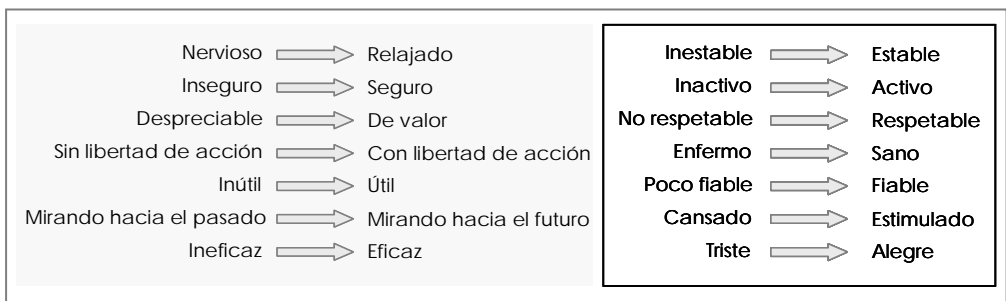 Nervioso Relajado
Inseguro Seguro
Despreciable De valor
Sin libertad de acción Con libertad de acción
Inútil Útil
Mirando hacia el pasado Mirando hacia el futuro
Ineficaz Eficaz
Inestable Estable
Inactivo Activo
No respetable Respetable
Enfermo Sano
Poco fiable Fiable
Cansado Estimulado
Triste Alegre